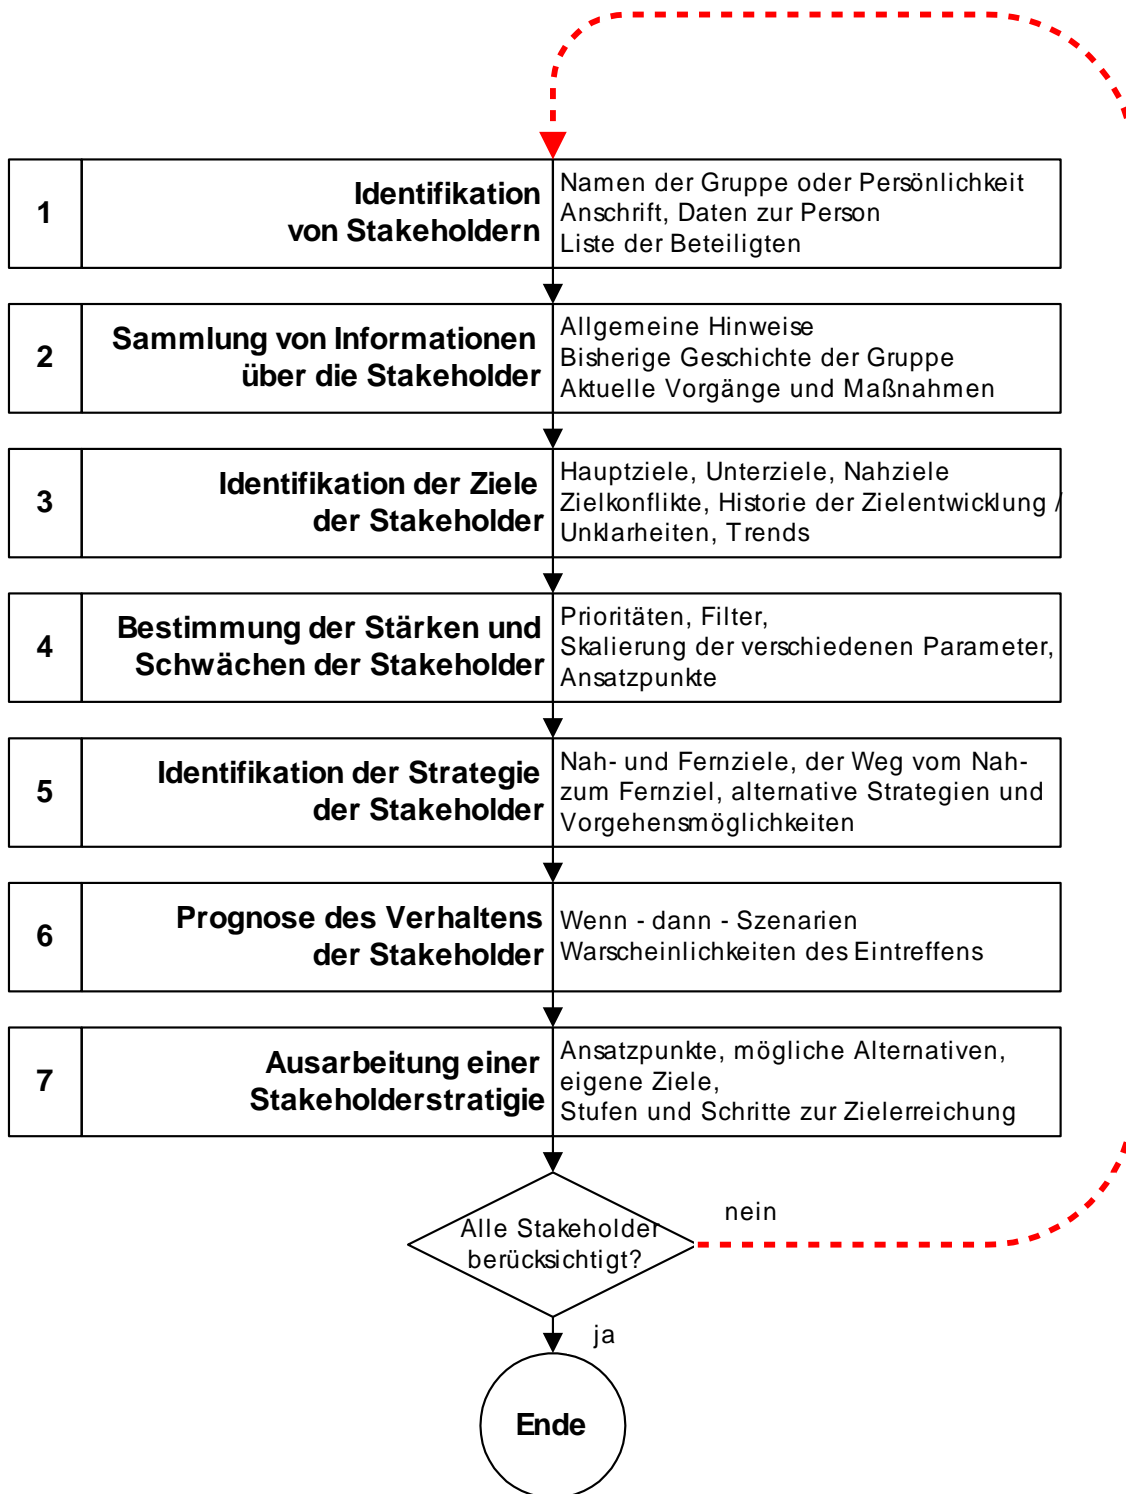 1
Identifikation
von Stakeholdern
Namen der Gruppe oder Persönlichkeit
Anschrift, Daten zur Person
Liste der Beteiligten
2
Sammlung von Informationen
über die Stakeholder
Allgemeine Hinweise
Bisherige Geschichte der Gruppe
Aktuelle Vorgänge und Maßnahmen
3
Identifikation der Ziele
der Stakeholder
Hauptziele, Unterziele, Nahziele
Zielkonflikte, Historie der Zielentwicklung /
Unklarheiten, Trends
4
Bestimmung der Stärken und
Schwächen der Stakeholder
Prioritäten, Filter,
Skalierung der verschiedenen Parameter,
Ansatzpunkte
5
Identifikation der Strategie
der Stakeholder
Nah- und Fernziele, der Weg vom Nah-
zum Fernziel, alternative Strategien und
Vorgehensmöglichkeiten
6
Prognose des Verhaltens
der Stakeholder
Wenn - dann - Szenarien
Warscheinlichkeiten des Eintreffens
7
Ausarbeitung einer
Stakeholderstratigie
Ansatzpunkte, mögliche Alternativen,
eigene Ziele,
Stufen und Schritte zur Zielerreichung
Alle Stakeholder
berücksichtigt?
nein
ja
Ende